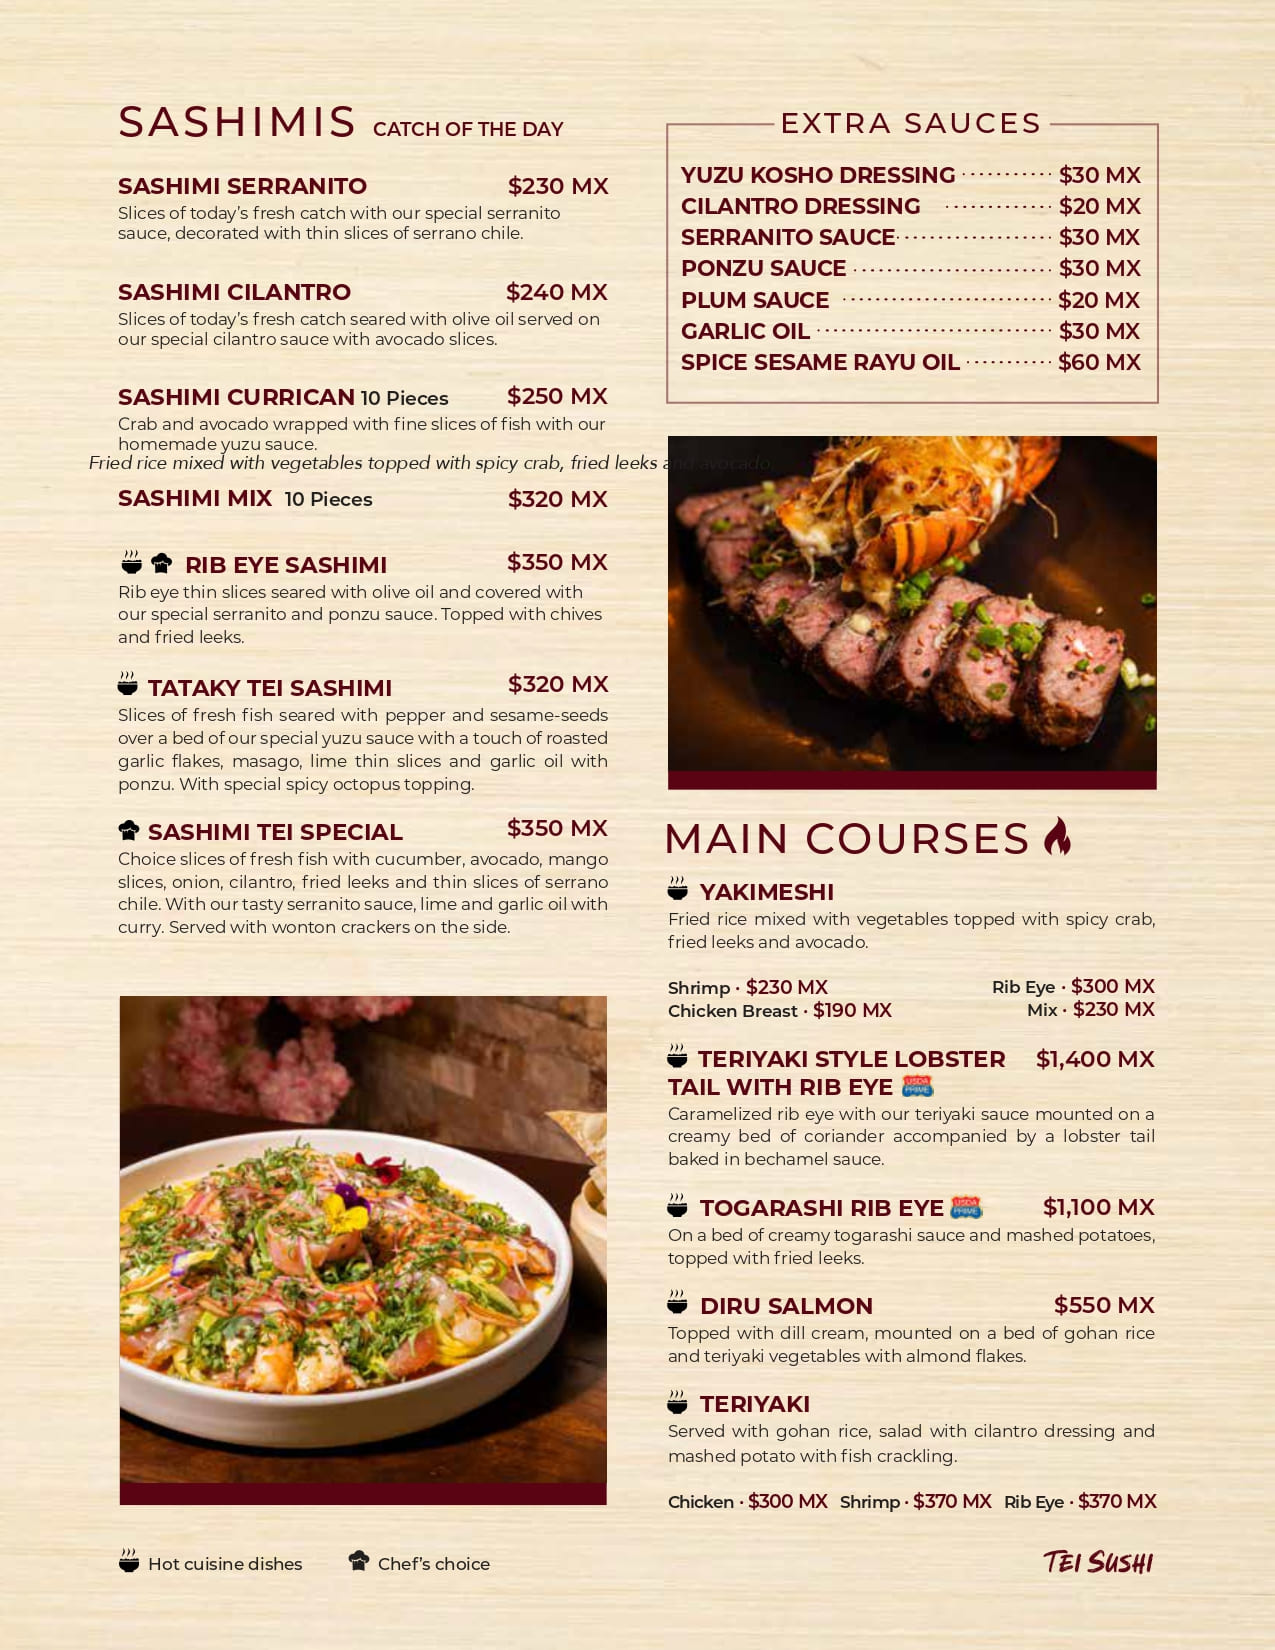 SASHIMIS CATCH OF THE DAY
SASHIMI SERRANITO $230 MX
Slices of today's fresh catch with our special serranito
sauce, decorated with thin slices of serrano chile.
SASHIMI CILANTRO $240 MX
Slices of today's fresh catch seared with olive oil served on
our special cilantro sauce with avocado slices.
SASHIMI CURRICAN 10 Pieces $250 MX
Crab and avocado wrapped with fine slices of fish with our
homemade yuzu sauce.
Fried rice mixed with vegetables topped with spicy crab, fried leeks and avocado.
SASHIMI MIX 10 Pieces $320 MX
RIB EYE SASHIMI $350 MX
Rib eye thin slices seared with olive oil and covered with
our special serranito and ponzu sauce. Topped with chives
and fried leeks.
TATAKY TEI SASHIMI $320 MX
Slices of fresh fish seared with pepper and sesame-seeds
over a bed of our special yuzu sauce with a touch of roasted
garlic flakes, masago, lime thin slices and garlic oil with
ponzu. With special spicy octopus topping.
SASHIMI TEI SPECIAL $350 MX
Choice slices of fresh fish with cucumber, avocado, mango
slices, onion, cilantro, fried leeks and thin slices of serrano
chile. With our tasty serranito sauce, lime and garlic oil with
curry. Served with wonton crackers on the side.
EXTRA SAUCES
YUZU KOSHO DRESSING $30 MX
CILANTRO DRESSING $20 MX
SERRANITO SAUCE $30 MX
PONZU SAUCE $30 MX
PLUM SAUCE $20 MX
GARLIC OIL $30 MX
SPICE SESAME RAYU OIL $60 MX
MAIN COURSES
YAKIMESHI
Fried rice mixed with vegetables topped with spicy crab,
fried leeks and avocado.
Shrimp · $230 MX Rib Eye · $300 MX
Chicken Breast · $190 MX Mix · $230 MX
TERIYAKI STYLE LOBSTER $1,400 MX
TAIL WITH RIB EYE USDA PRIME
Caramelized rib eye with our teriyaki sauce mounted on a
creamy bed of coriander accompanied by a lobster tail
baked in bechamel sauce.
TOGARASHI RIB EYE USDA PRIME $1,100 MX
On a bed of creamy togarashi sauce and mashed potatoes,
topped with fried leeks.
DIRU SALMON $550 MX
Topped with dill cream, mounted on a bed of gohan rice
and teriyaki vegetables with almond flakes.
TERIYAKI
Served with gohan rice, salad with cilantro dressing and
mashed potato with fish crackling.
Chicken · $300 MX Shrimp · $370 MX Rib Eye · $370 MX
Hot cuisine dishes Chef's choice
TEI SUSHI